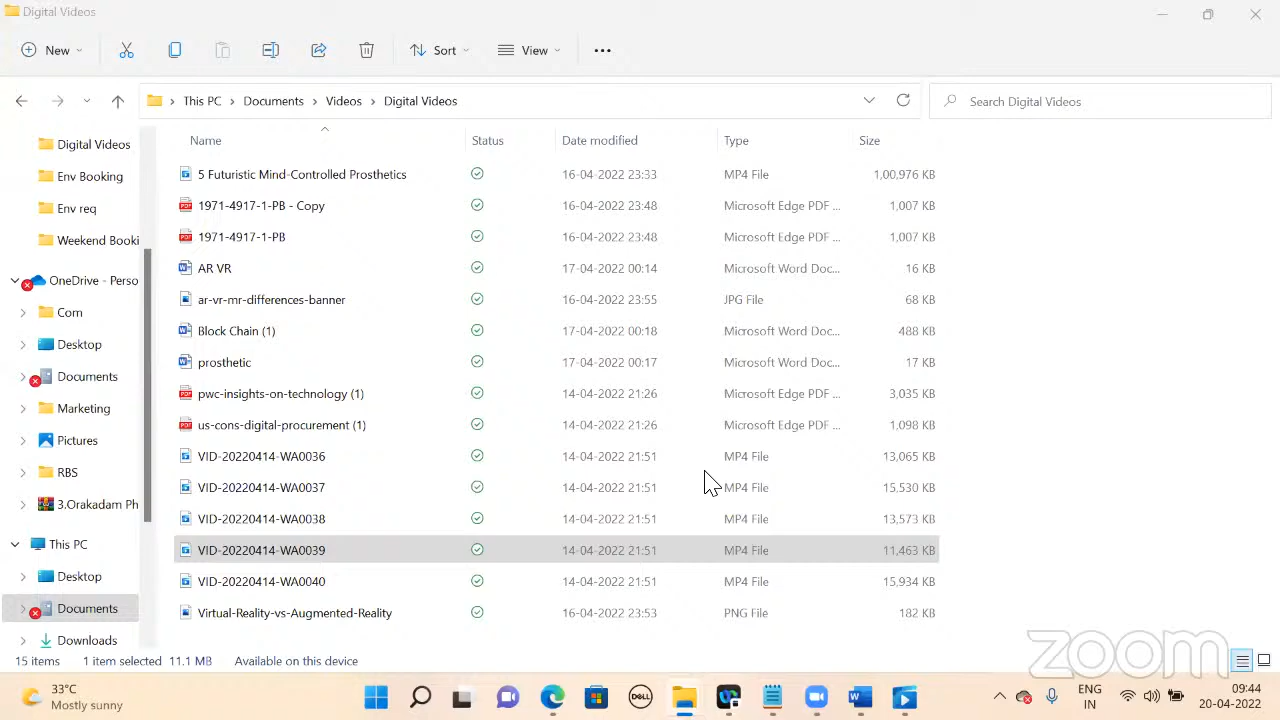 Digital Videos
New
Sort
View
This PC > Documents > Videos > Digital Videos
Search Digital Videos
Name Status Date modified Type Size
5 Futuristic Mind-Controlled Prosthetics 16-04-2022 23:33 MP4 File 1,00,976 KB
1971-4917-1-PB - Copy 16-04-2022 23:48 Microsoft Edge PDF ... 1,007 KB
1971-4917-1-PB 16-04-2022 23:48 Microsoft Edge PDF ... 1,007 KB
AR VR 17-04-2022 00:14 Microsoft Word Doc... 16 KB
ar-vr-mr-differences-banner 16-04-2022 23:55 JPG File 68 KB
Block Chain (1) 17-04-2022 00:18 Microsoft Word Doc... 488 KB
prosthetic 17-04-2022 00:17 Microsoft Word Doc... 17 KB
pwc-insights-on-technology (1) 14-04-2022 21:26 Microsoft Edge PDF ... 3,035 KB
us-cons-digital-procurement (1) 14-04-2022 21:26 Microsoft Edge PDF ... 1,098 KB
VID-20220414-WA0036 14-04-2022 21:51 MP4 File 13,065 KB
VID-20220414-WA0037 14-04-2022 21:51 MP4 File 15,530 KB
VID-20220414-WA0038 14-04-2022 21:51 MP4 File 13,573 KB
VID-20220414-WA0039 14-04-2022 21:51 MP4 File 11,463 KB
VID-20220414-WA0040 14-04-2022 21:51 MP4 File 15,934 KB
Virtual-Reality-vs-Augmented-Reality 16-04-2022 23:53 PNG File 182 KB
Digital Videos
Env Booking
Env req
Weekend Booki
OneDrive - Perso
Com
Desktop
Documents
Marketing
Pictures
RBS
3.Orakadam Ph
This PC
Desktop
Documents
Downloads
15 items 1 item selected 11.1 MB Available on this device
zoom
33°C
Mostly sunny
DELL
ENG
IN
09:44
20-04-2022